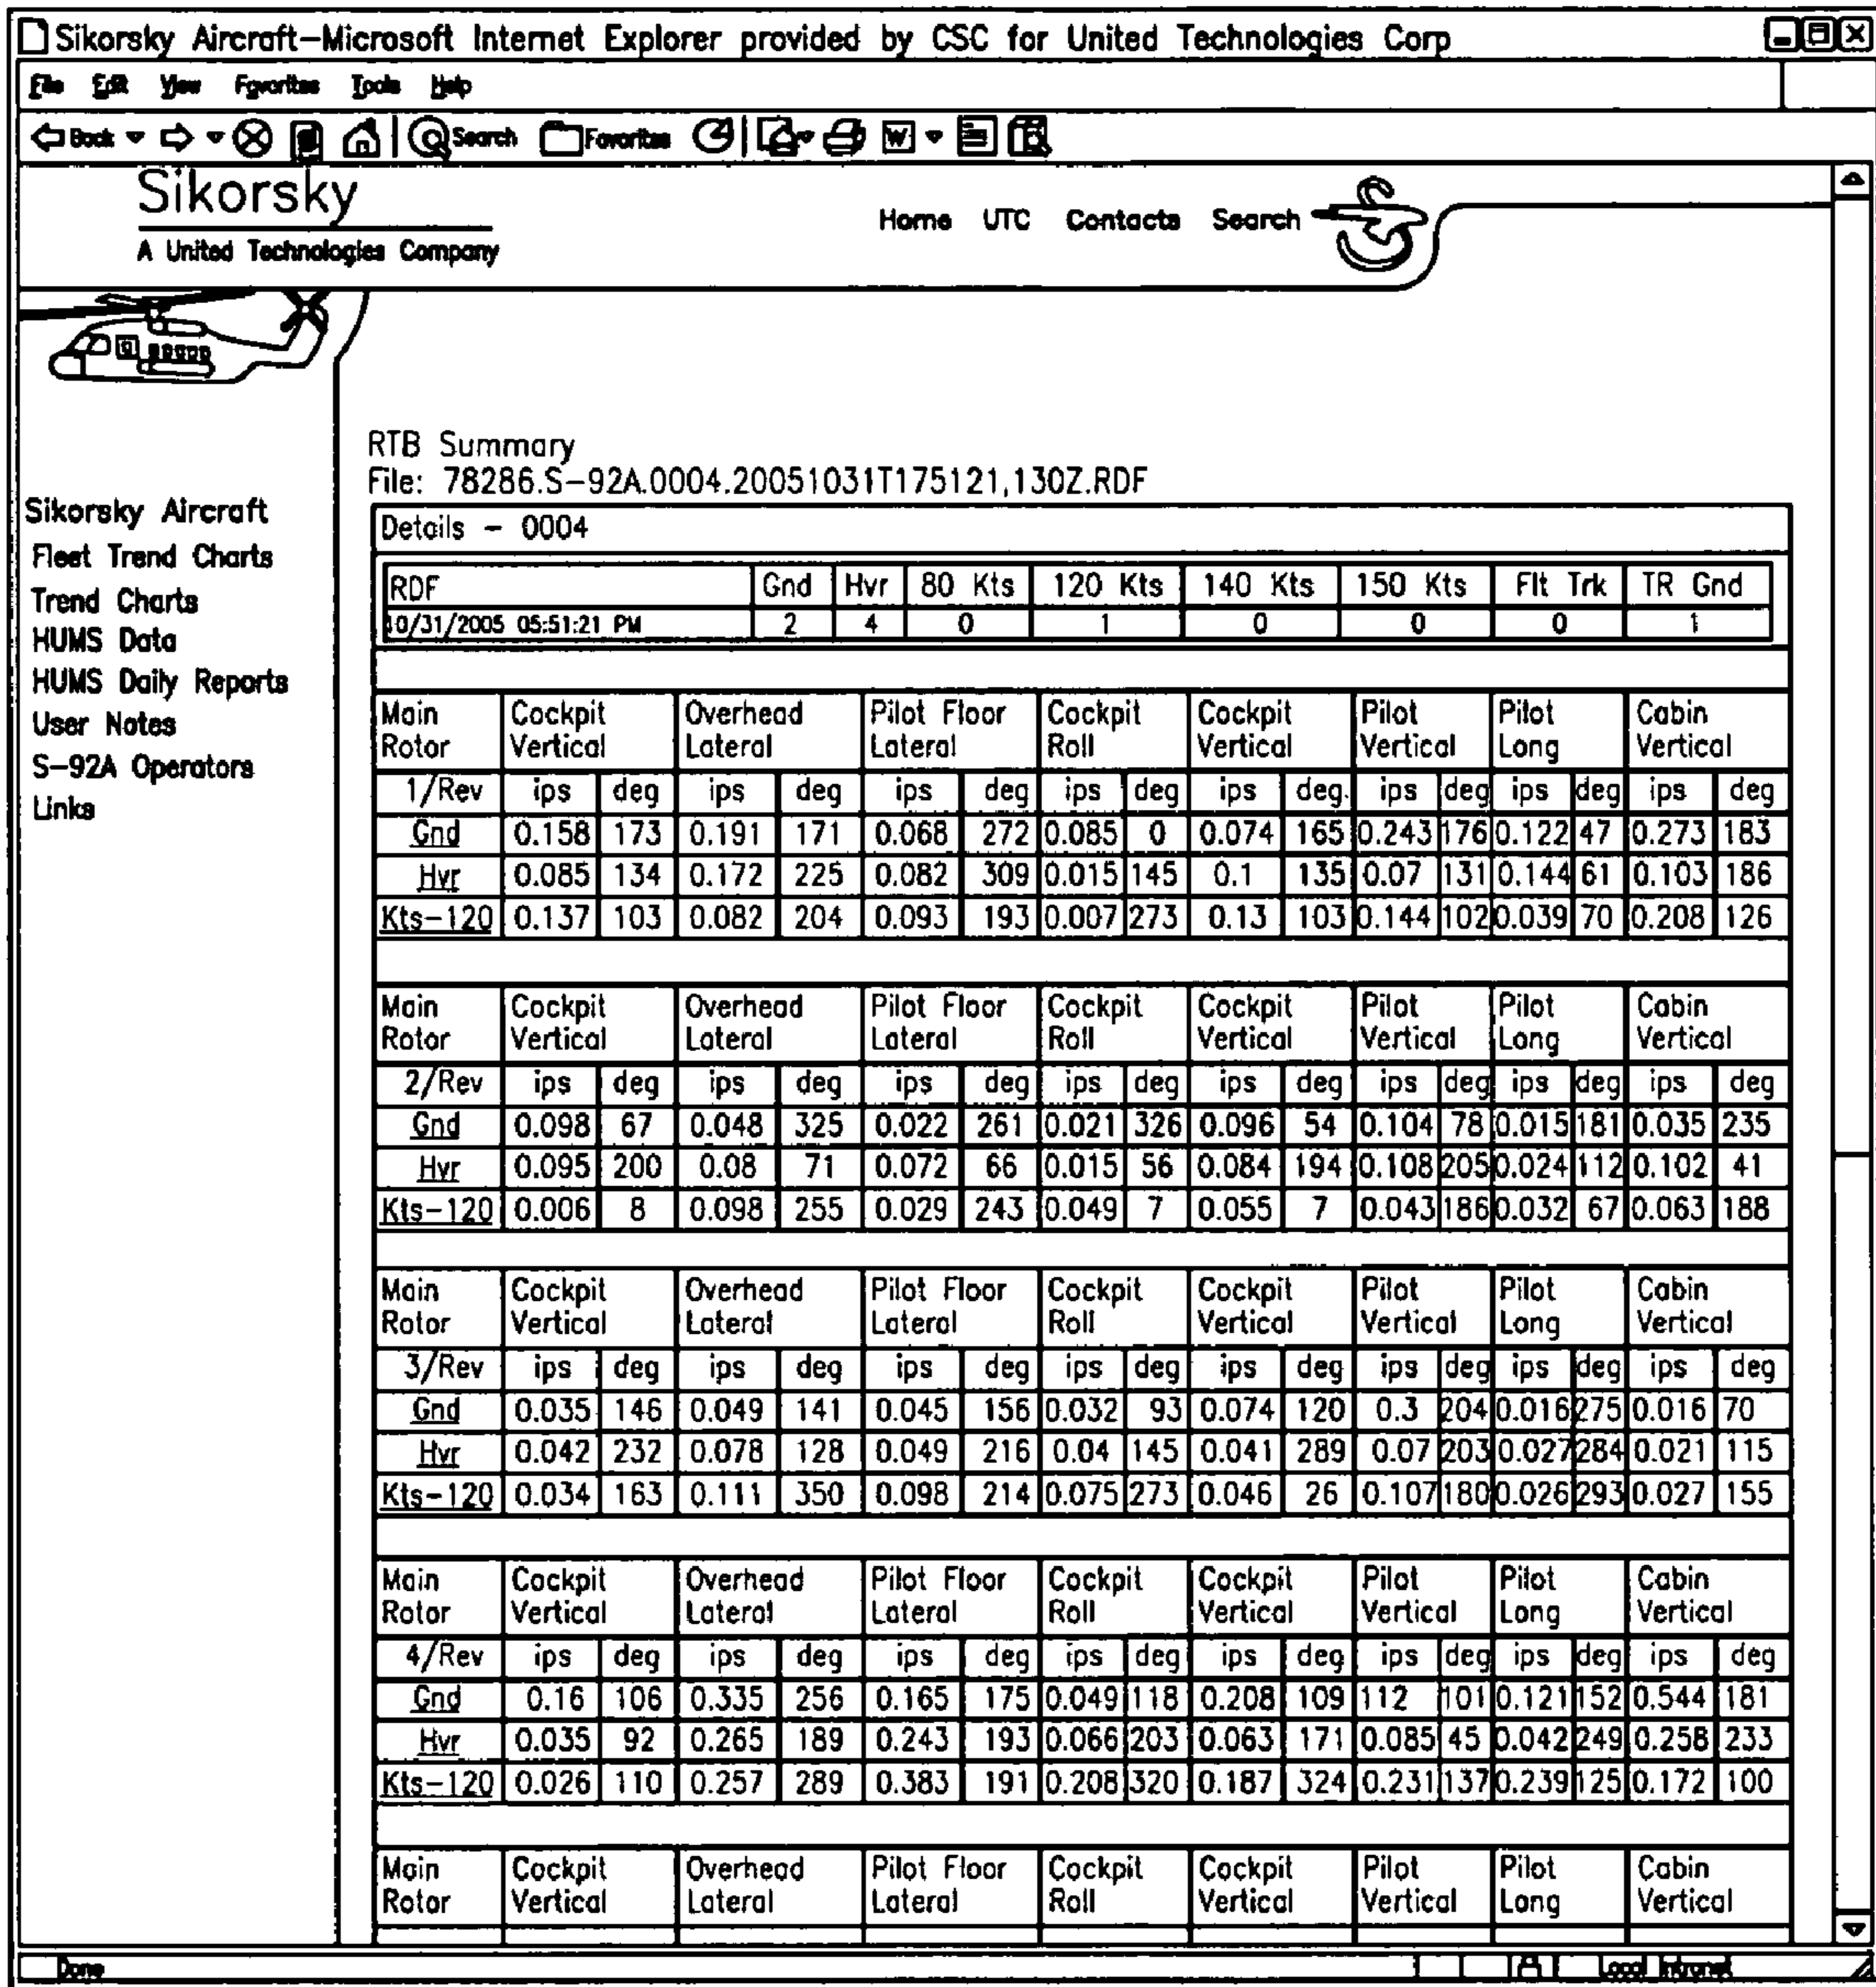 Sikorsky Aircraft-Microsoft Internet Explorer provided by CSC for United Technologies Corp
File Edit View Favorites Tools Help
Back Search Favorites W
Sikorsky
A United Technologies Company
Home UTC Contacts Search
RTB Summary
File: 78286.S-92A.0004.20051031T175121,130Z.RDF
Sikorsky Aircraft
Fleet Trend Charts
Trend Charts
HUMS Data
HUMS Daily Reports
User Notes
S-92A Operators
Links
Details - 0004
RDF Gnd Hvr 80 Kts 120 Kts 140 Kts 150 Kts Flt Trk TR Gnd
10/31/2005 05:51:21 PM 2 4 0 1 0 0 0 1
Main Cockpit Overhead Pilot Floor Cockpit Cockpit Pilot Pilot Cabin
Rotor Vertical Lateral Lateral Roll Vertical Vertical Long Vertical
1/Rev ips deg ips deg ips deg ips deg ips deg. ips deg ips deg ips deg
Gnd 0.158 173 0.191 171 0.068 272 0.085 0 0.074 165 0.243 176 0.122 47 0.273 183
Hvr 0.085 134 0.172 225 0.082 309 0.015 145 0.1 135 0.07 131 0.144 61 0.103 186
Kts-120 0.137 103 0.082 204 0.093 193 0.007 273 0.13 103 0.144 102 0.039 70 0.208 126
Main Cockpit Overhead Pilot Floor Cockpit Cockpit Pilot Pilot Cabin
Rotor Vertical Lateral Lateral Roll Vertical Vertical Long Vertical
2/Rev ips deg ips deg ips deg ips deg ips deg ips deg ips deg ips deg
Gnd 0.098 67 0.048 325 0.022 261 0.021 326 0.096 54 0.104 78 0.015 181 0.035 235
Hvr 0.095 200 0.08 71 0.072 66 0.015 56 0.084 194 0.108 205 0.024 112 0.102 41
Kts-120 0.006 8 0.098 255 0.029 243 0.049 7 0.055 7 0.043 186 0.032 67 0.063 188
Main Cockpit Overhead Pilot Floor Cockpit Cockpit Pilot Pilot Cabin
Rotor Vertical Lateral Lateral Roll Vertical Vertical Long Vertical
3/Rev ips deg ips deg ips deg ips deg ips deg ips deg ips deg ips deg
Gnd 0.035 146 0.049 141 0.045 156 0.032 93 0.074 120 0.3 204 0.016 275 0.016 70
Hvr 0.042 232 0.078 128 0.049 216 0.04 145 0.041 289 0.07 203 0.027 284 0.021 115
Kts-120 0.034 163 0.111 350 0.098 214 0.075 273 0.046 26 0.107 180 0.026 293 0.027 155
Main Cockpit Overhead Pilot Floor Cockpit Cockpit Pilot Pilot Cabin
Rotor Vertical Lateral Lateral Roll Vertical Vertical Long Vertical
4/Rev ips deg ips deg ips deg ips deg ips deg ips deg ips deg ips deg
Gnd 0.16 106 0.335 256 0.165 175 0.049 118 0.208 109 112 101 0.121 152 0.544 181
Hvr 0.035 92 0.265 189 0.243 193 0.066 203 0.063 171 0.085 45 0.042 249 0.258 233
Kts-120 0.026 110 0.257 289 0.383 191 0.208 320 0.187 324 0.231 137 0.239 125 0.172 100
Main Cockpit Overhead Pilot Floor Cockpit Cockpit Pilot Pilot Cabin
Rotor Vertical Lateral Lateral Roll Vertical Vertical Long Vertical
Done Local Intranet